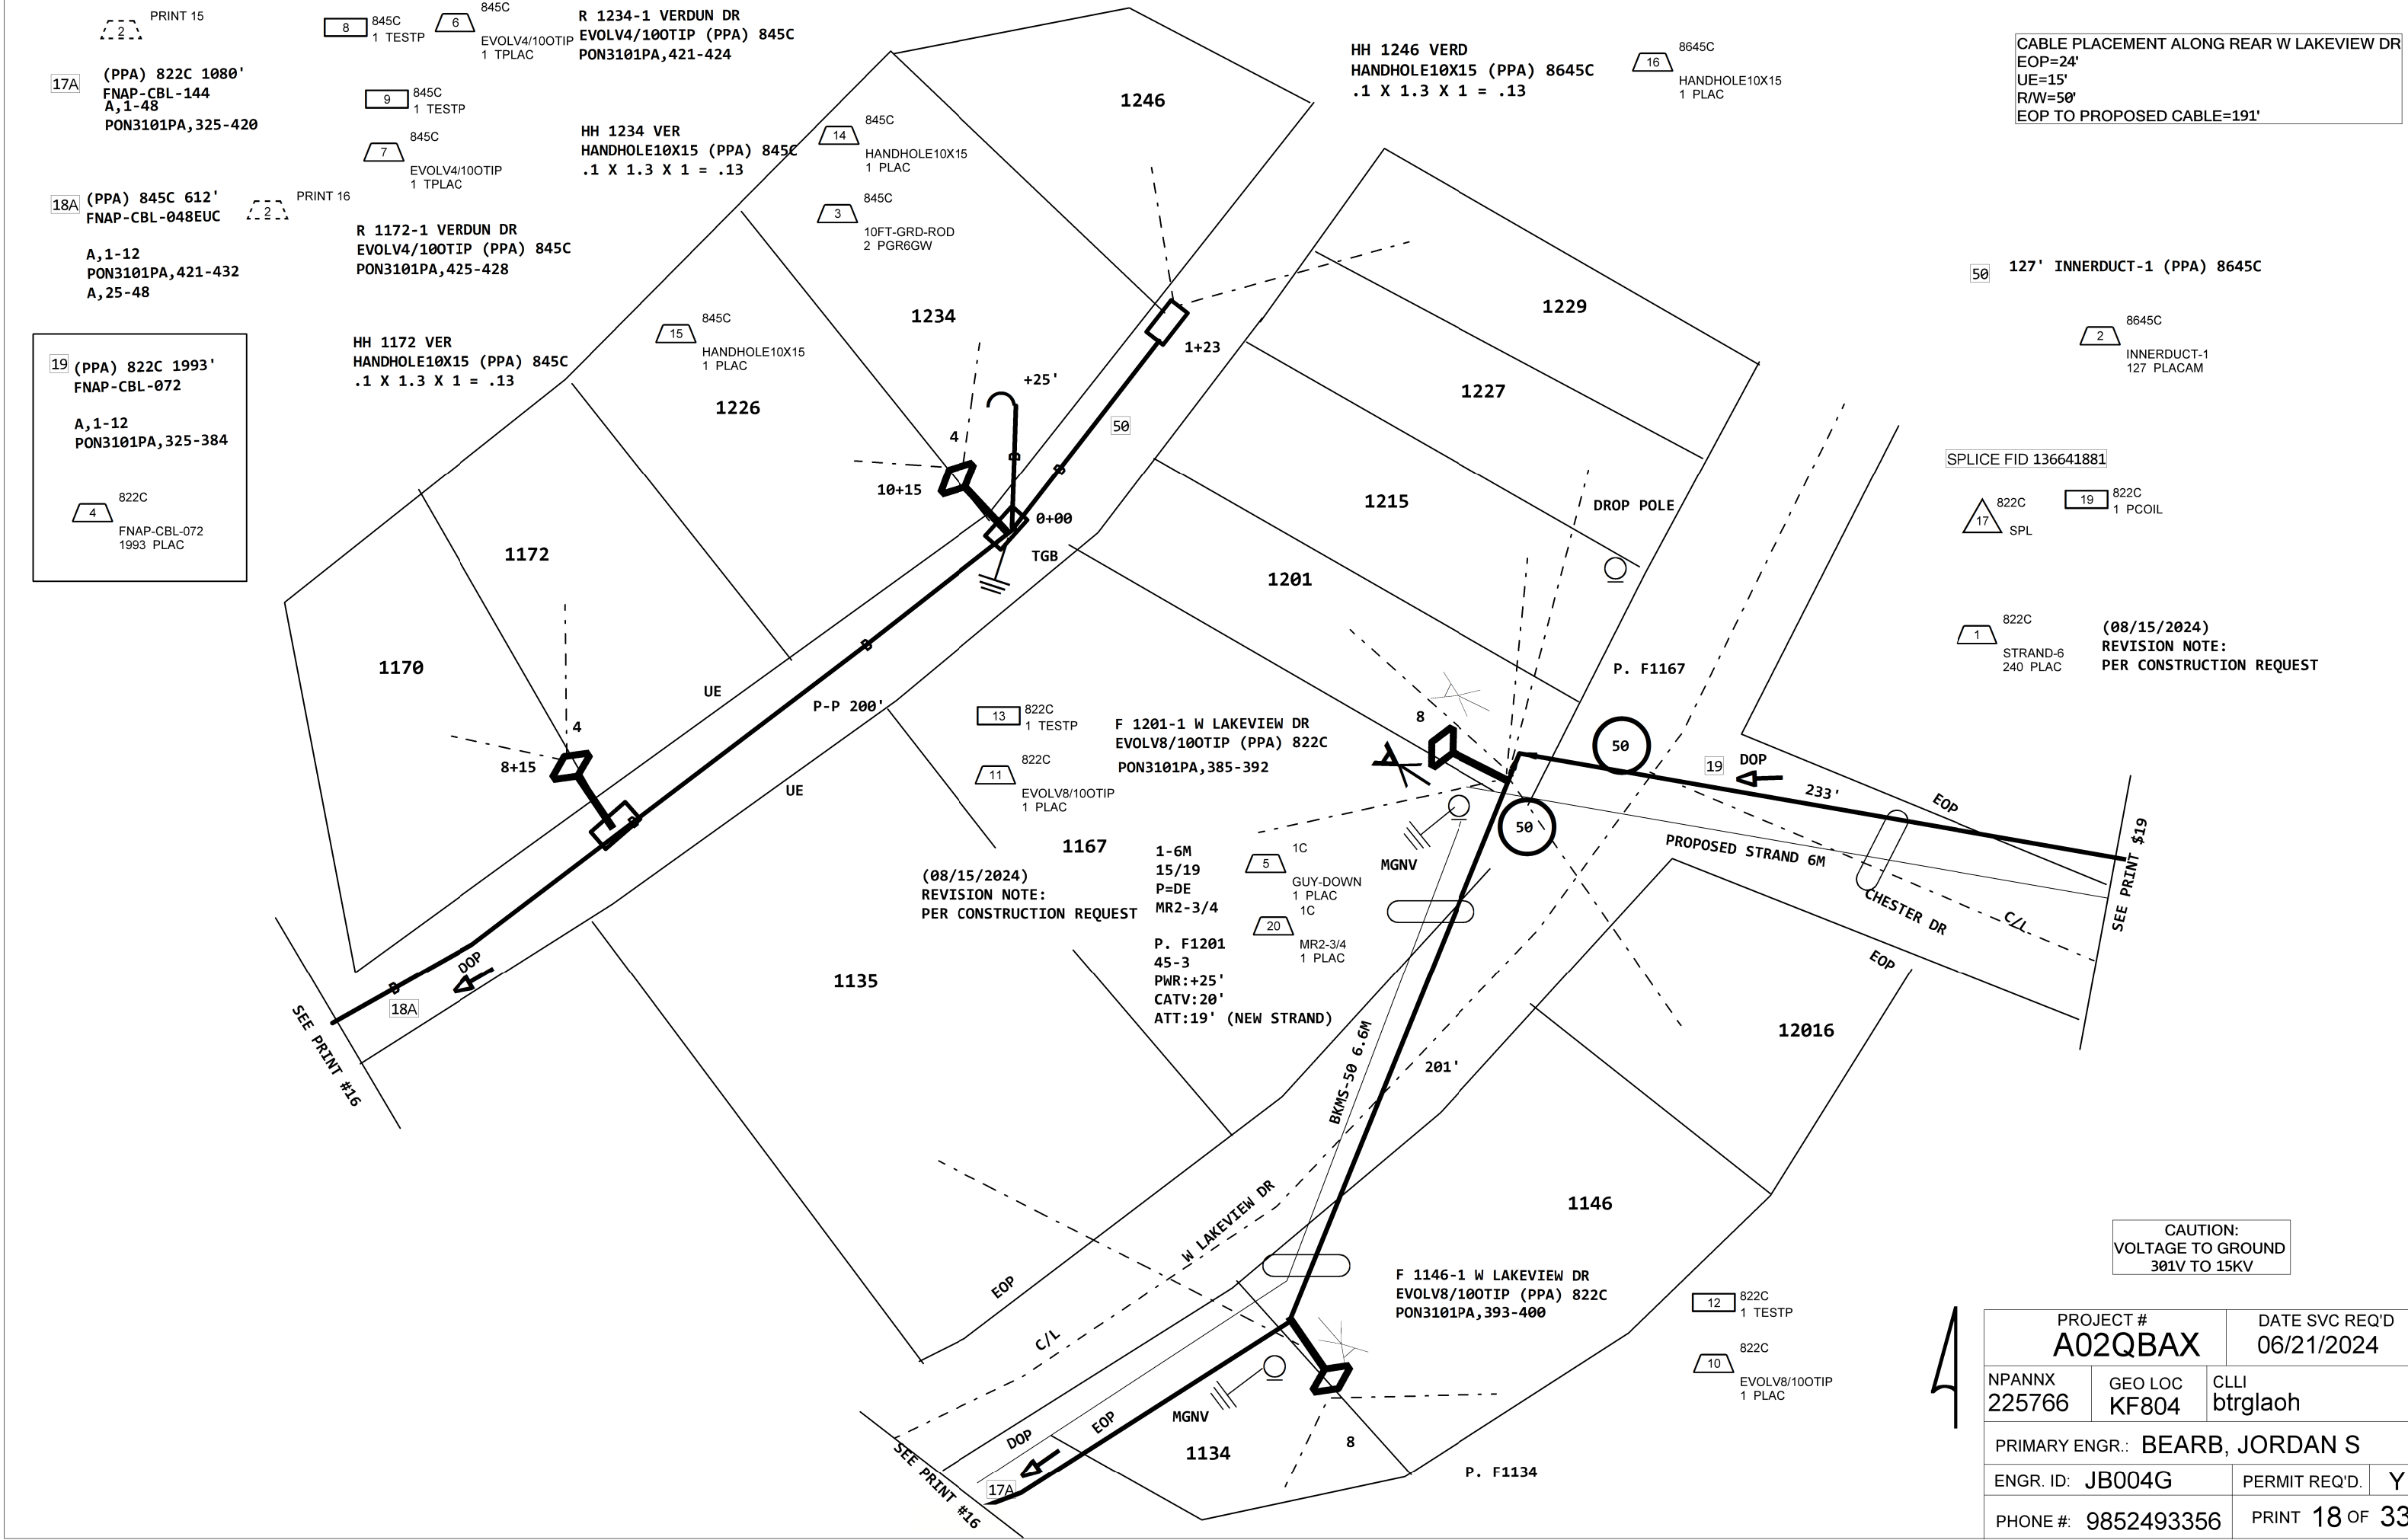 PRINT 15
2
17A
(PPA) 822C 1080'
FNAP-CBL-144
A,1-48
PON3101PA,325-420
18A
(PPA) 845C 612'
FNAP-CBL-048EUC
2
PRINT 16
A,1-12
PON3101PA,421-432
A,25-48
19
(PPA) 822C 1993'
FNAP-CBL-072
A,1-12
PON3101PA,325-384
4
822C
FNAP-CBL-072
1993 PLAC
8
845C
1 TESTP
6
845C
EVOLV4/10OTIP
1 TPLAC
R 1234-1 VERDUN DR
EVOLV4/10OTIP (PPA) 845C
PON3101PA,421-424
9
845C
1 TESTP
7
845C
EVOLV4/10OTIP
1 TPLAC
HH 1234 VER
HANDHOLE10X15 (PPA) 845C
.1 X 1.3 X 1 = .13
R 1172-1 VERDUN DR
EVOLV4/10OTIP (PPA) 845C
PON3101PA,425-428
HH 1172 VER
HANDHOLE10X15 (PPA) 845C
.1 X 1.3 X 1 = .13
14
845C
HANDHOLE10X15
1 PLAC
3
845C
10FT-GRD-ROD
2 PGR6GW
15
845C
HANDHOLE10X15
1 PLAC
HH 1246 VERD
HANDHOLE10X15 (PPA) 8645C
.1 X 1.3 X 1 = .13
16
8645C
HANDHOLE10X15
1 PLAC
CABLE PLACEMENT ALONG REAR W LAKEVIEW DR
EOP=24'
UE=15'
R/W=50'
EOP TO PROPOSED CABLE=191'
50
127' INNERDUCT-1 (PPA) 8645C
2
8645C
INNERDUCT-1
127 PLACAM
SPLICE FID 136641881
17
822C
SPL
19
822C
1 PCOIL
1
822C
STRAND-6
240 PLAC
(08/15/2024)
REVISION NOTE:
PER CONSTRUCTION REQUEST
1246
1234
1226
1172
1170
1229
1227
1215
1201
1+23
+25'
50
4
10+15
0+00
TGB
DROP POLE
UE
P-P 200'
UE
4
8+15
DOP
18A
SEE PRINT #16
13
822C
1 TESTP
11
822C
EVOLV8/10OTIP
1 PLAC
F 1201-1 W LAKEVIEW DR
EVOLV8/10OTIP (PPA) 822C
PON3101PA,385-392
P. F1167
8
50
50
19
DOP
233'
EOP
PROPOSED STRAND 6M
CHESTER DR
C/L
EOP
SEE PRINT $19
1167
(08/15/2024)
REVISION NOTE:
PER CONSTRUCTION REQUEST
1-6M
15/19
P=DE
MR2-3/4
5
1C
GUY-DOWN
1 PLAC
20
1C
MR2-3/4
1 PLAC
MGNV
P. F1201
45-3
PWR:+25'
CATV:20'
ATT:19' (NEW STRAND)
1135
12016
BKMS-50 6.6M
201'
W LAKEVIEW DR
EOP
C/L
1146
F 1146-1 W LAKEVIEW DR
EVOLV8/10OTIP (PPA) 822C
PON3101PA,393-400
12
822C
1 TESTP
10
822C
EVOLV8/10OTIP
1 PLAC
MGNV
DOP
EOP
17A
SEE PRINT #16
1134
8
P. F1134
CAUTION:
VOLTAGE TO GROUND
301V TO 15KV
PROJECT #
A02QBAX
DATE SVC REQ'D
06/21/2024
NPANNX
225766
GEO LOC
KF804
CLLI
btrglaoh
PRIMARY ENGR.: BEARB, JORDAN S
ENGR. ID: JB004G
PERMIT REQ'D. Y
PHONE #: 9852493356
PRINT 18 OF 33